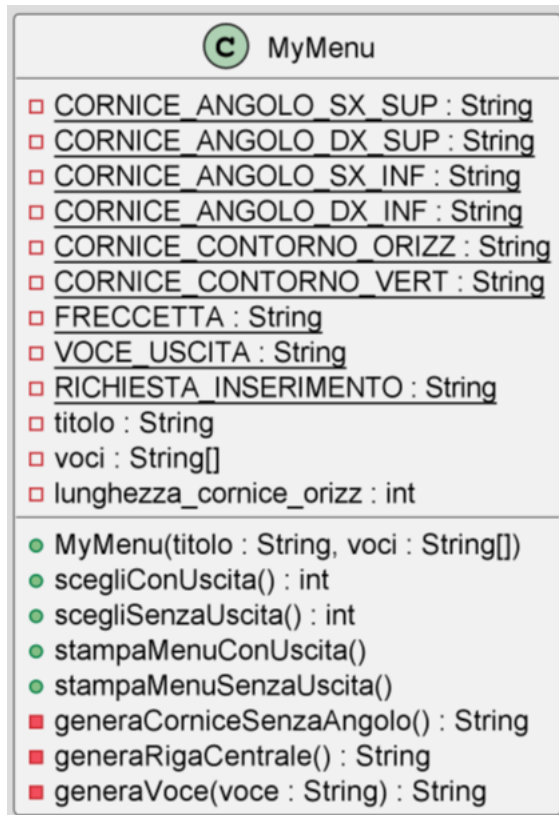 C MyMenu
CORNICE_ANGOLO_SX_SUP : String
CORNICE_ANGOLO_DX_SUP : String
CORNICE_ANGOLO_SX_INF : String
CORNICE_ANGOLO_DX_INF : String
CORNICE_CONTORNO_ORIZZ : String
CORNICE_CONTORNO_VERT : String
FRECCETTA : String
VOCE_USCITA : String
RICHIESTA_INSERIMENTO : String
titolo : String
voci : String[]
lunghezza_cornice_orizz : int
MyMenu(titolo : String, voci : String[])
scegliConUscita() : int
scegliSenzaUscita() : int
stampaMenuConUscita()
stampaMenuSenzaUscita()
generaCorniceSenzaAngolo() : String
generaRigaCentrale() : String
generaVoce(voce : String) : String